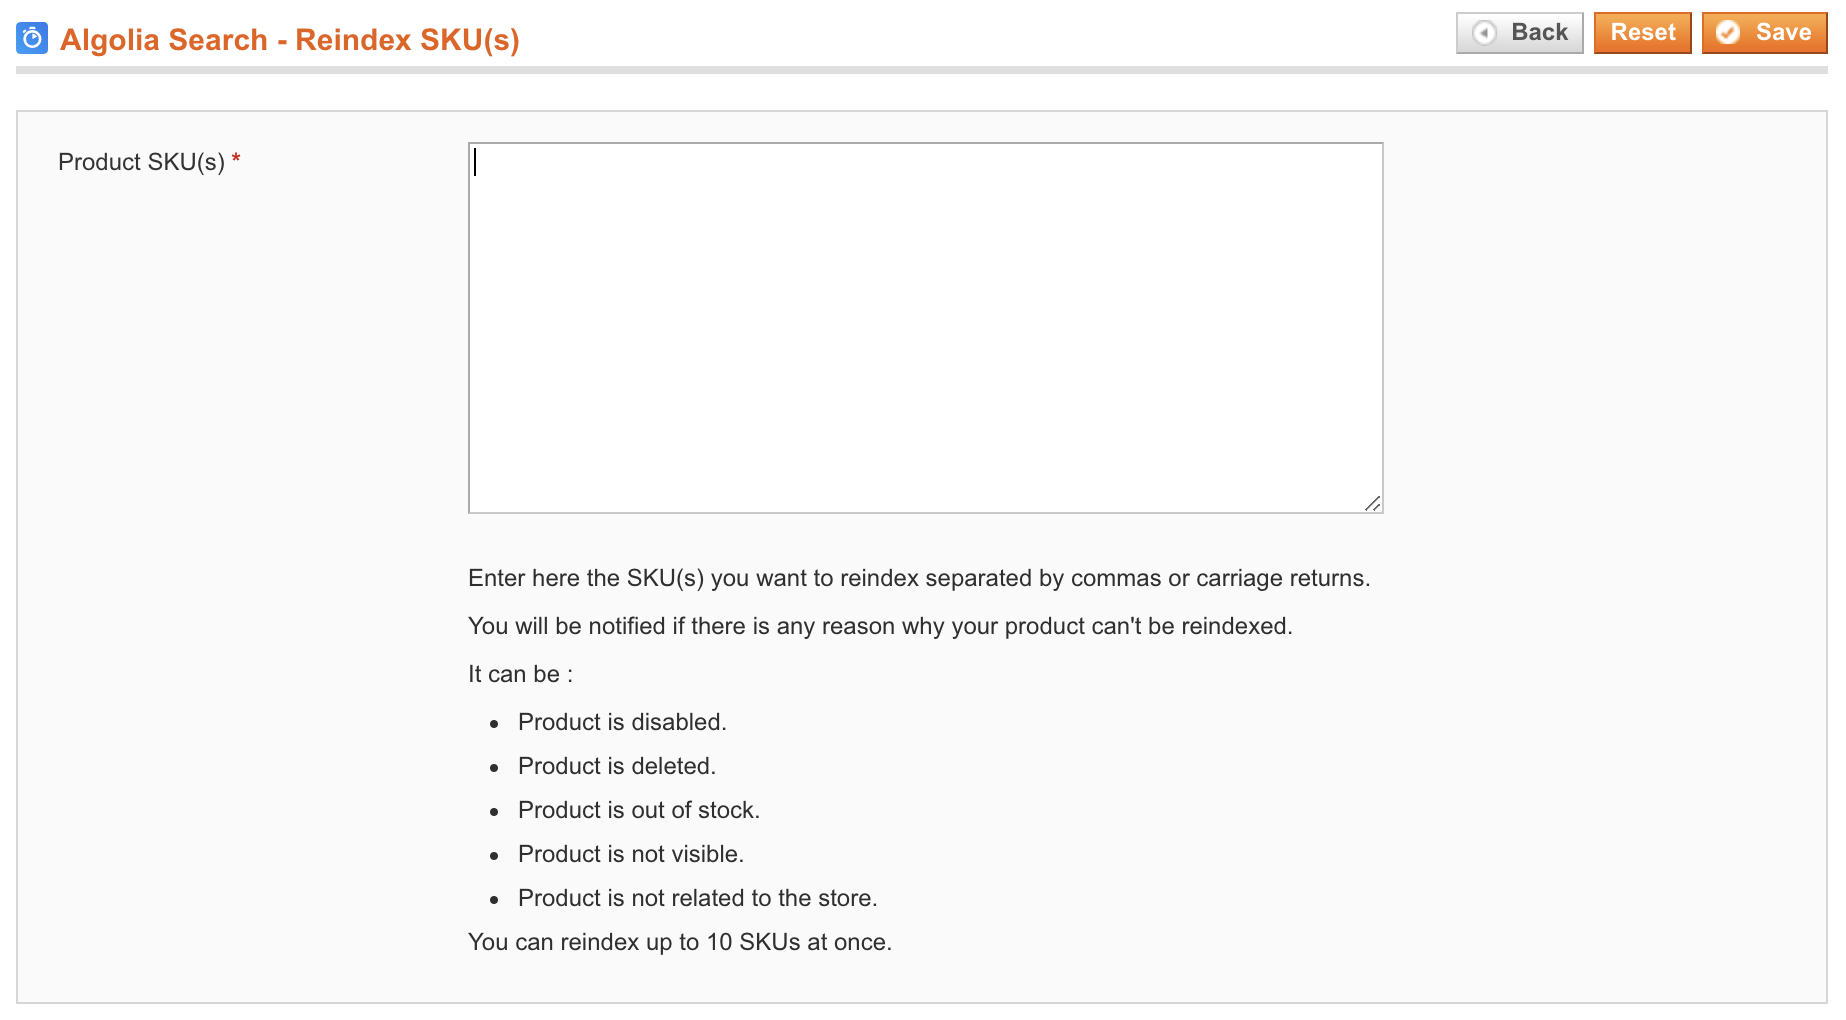 Algolia Search - Reindex SKU(s)
Back
Reset
Save
Product SKU(s) *
Enter here the SKU(s) you want to reindex separated by commas or carriage returns.
You will be notified if there is any reason why your product can't be reindexed.
It can be :
Product is disabled.
Product is deleted.
Product is out of stock.
Product is not visible.
Product is not related to the store.
You can reindex up to 10 SKUs at once.